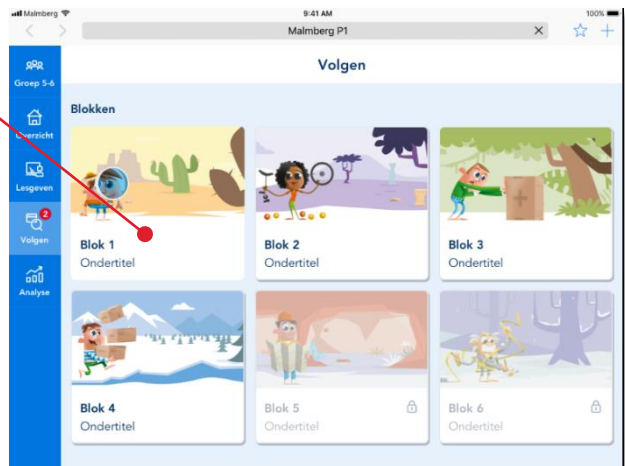 Malmberg
9:41 AM
100%
Malmberg P1
Groep 5-6
Volgen
Overzicht
Lesgeven
2
Volgen
Analyse
Blokken
Blok 1
Ondertitel
Blok 2
Ondertitel
Blok 3
Ondertitel
Blok 4
Ondertitel
Blok 5
Ondertitel
Blok 6
Ondertitel